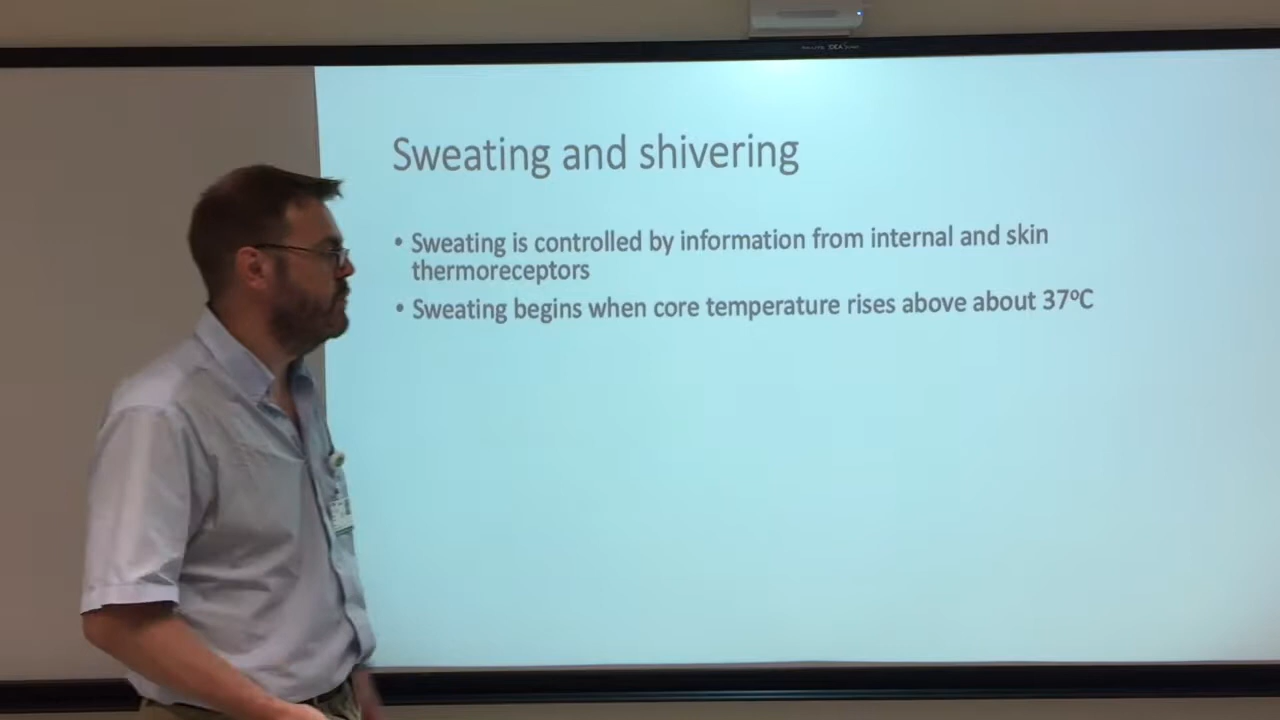 Sweating and shivering
• Sweating is controlled by information from internal and skin
thermoreceptors
• Sweating begins when core temperature rises above about 37ºC